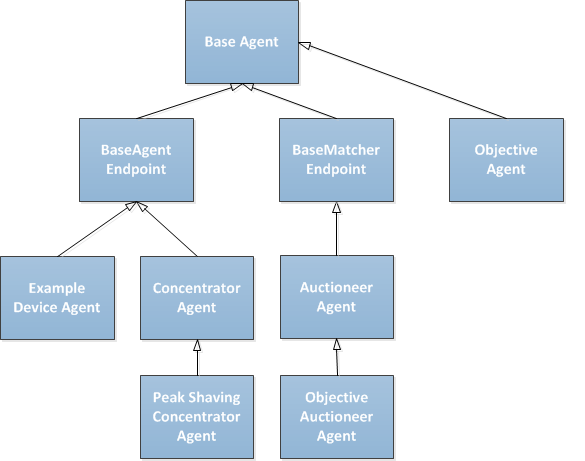 Base Agent
BaseAgent
Endpoint
BaseMatcher
Endpoint
Objective
Agent
Example
Device Agent
Concentrator
Agent
Auctioneer
Agent
Peak Shaving
Concentrator
Agent
Objective
Auctioneer
Agent